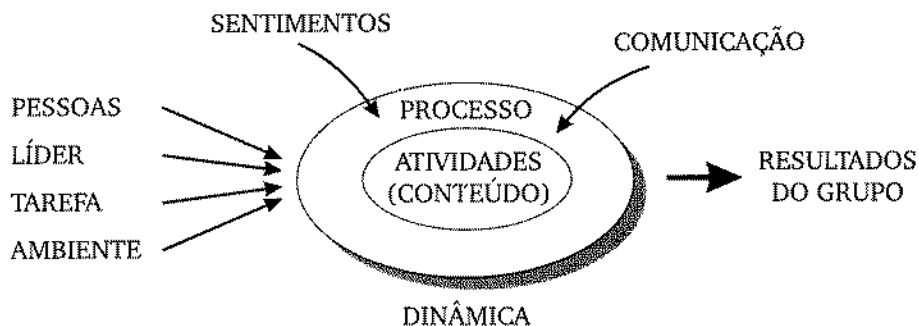 SENTIMENTOS
COMUNICAÇÃO
PESSOAS
LÍDER
TAREFA
AMBIENTE
PROCESSO
ATIVIDADES
(CONTEÚDO)
RESULTADOS
DO GRUPO
DINÂMICA